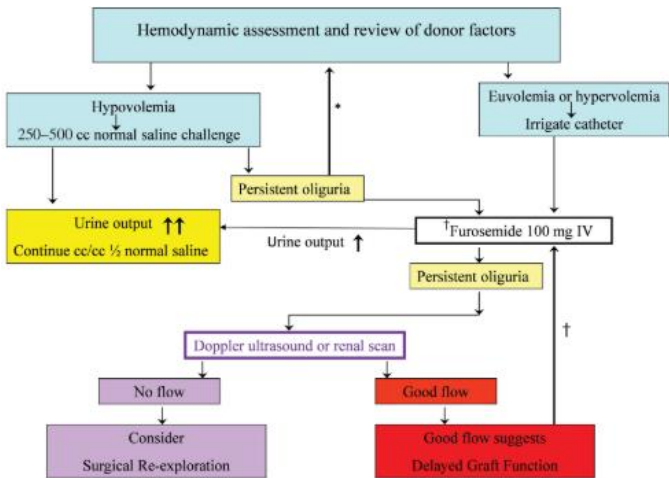 Hemodynamic assessment and review of donor factors
Hypovolemia
250–500 cc normal saline challenge
Euvolemia or hypervolemia
Irrigate catheter
*
Persistent oliguria
Urine output ↑↑
Continue cc/cc ½ normal saline
Urine output ↑
†Furosemide 100 mg IV
Persistent oliguria
†
Doppler ultrasound or renal scan
No flow
Good flow
Consider
Surgical Re-exploration
Good flow suggests
Delayed Graft Function